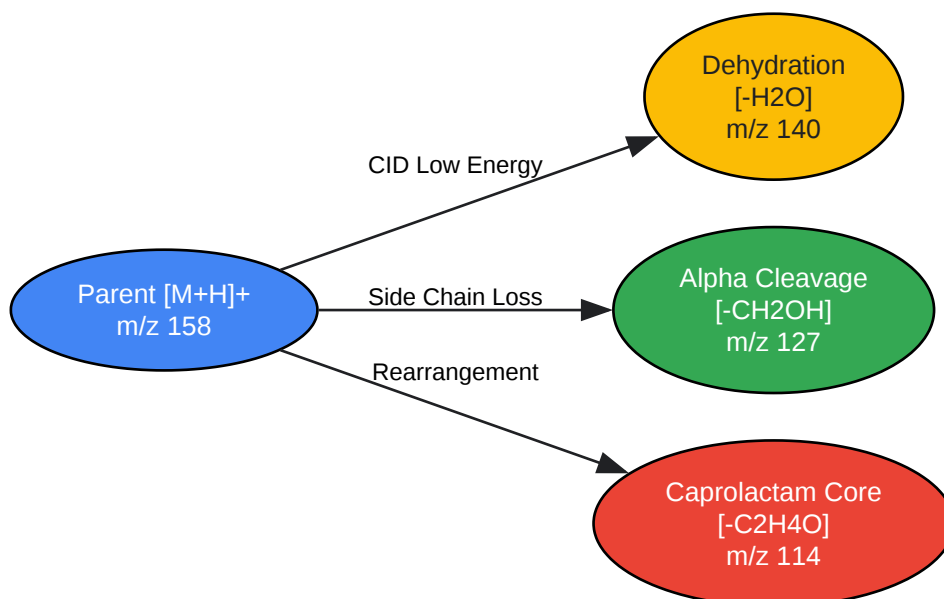 Dehydration
[-H2O]
m/z 140
CID Low Energy
Parent [M+H]+
m/z 158
Side Chain Loss
Alpha Cleavage
[-CH2OH]
m/z 127
Rearrangement
Caprolactam Core
[-C2H4O]
m/z 114